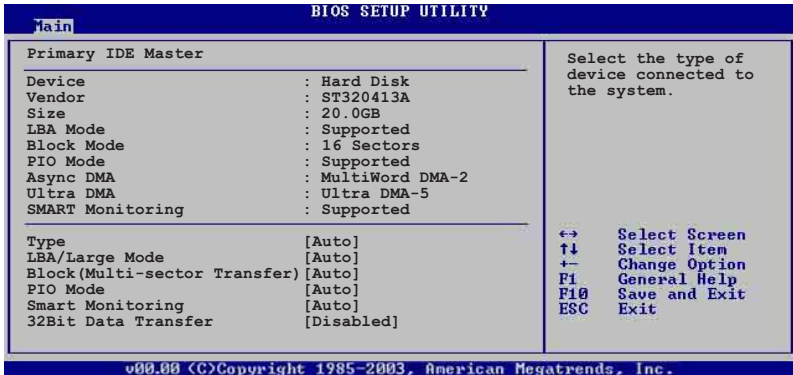 BIOS SETUP UTILITY
Main
Primary IDE Master
Device : Hard Disk
Vendor : ST320413A
Size : 20.0GB
LBA Mode : Supported
Block Mode : 16 Sectors
PIO Mode : Supported
Async DMA : MultiWord DMA-2
Ultra DMA : Ultra DMA-5
SMART Monitoring : Supported
Type [Auto]
LBA/Large Mode [Auto]
Block(Multi-sector Transfer) [Auto]
PIO Mode [Auto]
Smart Monitoring [Auto]
32Bit Data Transfer [Disabled]
Select the type of
device connected to
the system.
←→ Select Screen
↑↓ Select Item
+- Change Option
F1 General Help
F10 Save and Exit
ESC Exit
v00.00 (C)Copyright 1985-2003, American Megatrends, Inc.